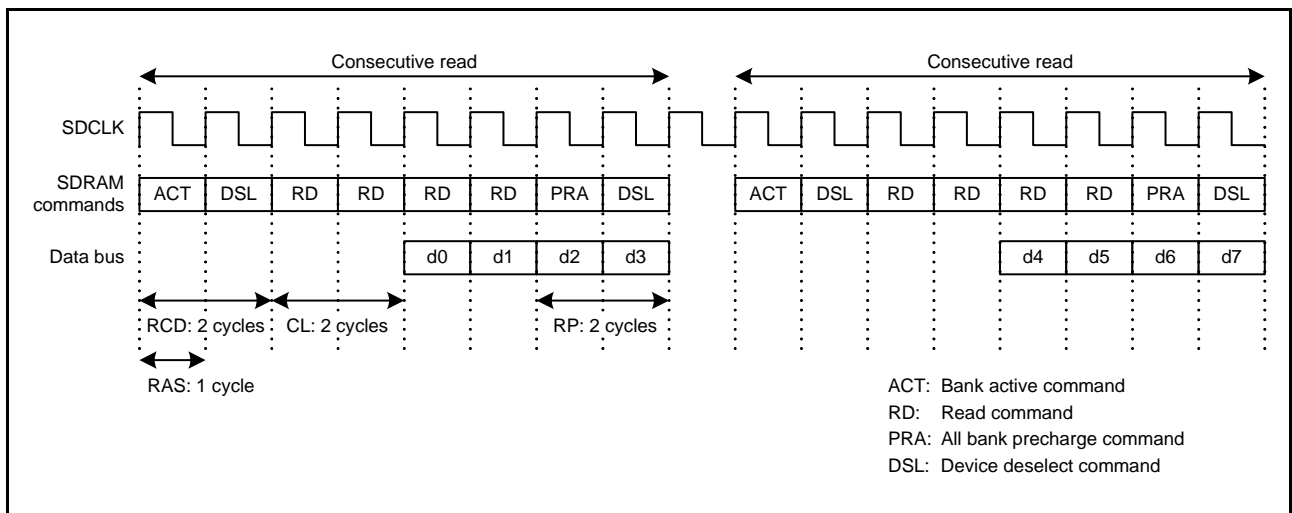 Consecutive read Consecutive read
SDCLK
SDRAM
commands
ACT DSL RD RD RD RD PRA DSL ACT DSL RD RD RD RD PRA DSL
Data bus d0 d1 d2 d3 d4 d5 d6 d7
RCD: 2 cycles CL: 2 cycles RP: 2 cycles
RAS: 1 cycle
ACT: Bank active command
RD: Read command
PRA: All bank precharge command
DSL: Device deselect command